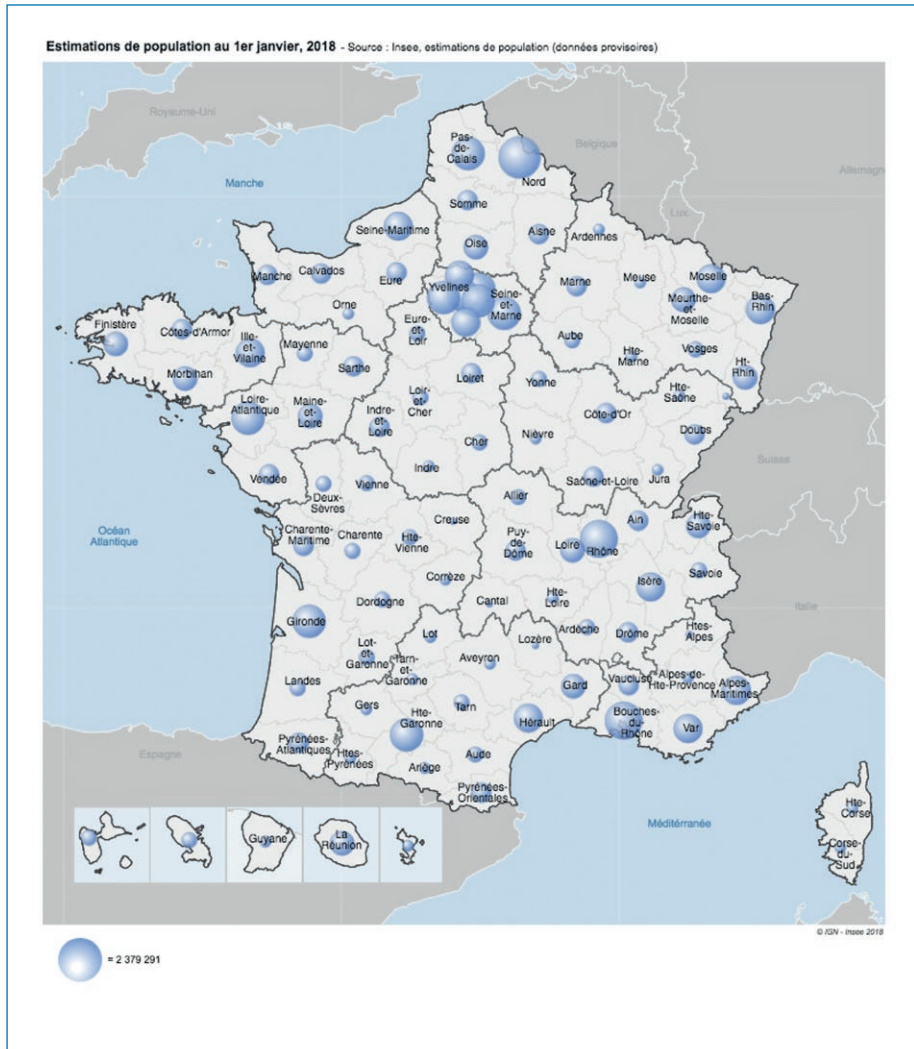 Estimations de population au 1er janvier, 2018 - Source : Insee, estimations de population (données provisoires)
Royaume-Uni
Belgique
Allemagne
Manche
Lux.
Pas-
de-
Calais
Nord
Somme
Seine-Maritime
Aisne
Ardennes
Oise
Manche
Calvados
Eure
Yvelines
Seine-
et-
Marne
Marne
Meuse
Moselle
Meurthe-
et-
Moselle
Bas-
Rhin
Orne
Finistère
Côtes-d'Armor
Ille-
et-
Vilaine
Mayenne
Eure-
et-
Loir
Aube
Hte-
Marne
Vosges
Ht-
Rhin
Morbihan
Sarthe
Loiret
Yonne
Hte-
Saône
Loire-
Atlantique
Maine-
et-
Loire
Indre-
et-
Loire
Loir-
et-
Cher
Côte-d'Or
Doubs
Cher
Nièvre
Suisse
Vendée
Deux-
Sèvres
Vienne
Indre
Saône-et-Loire
Jura
Allier
Océan
Atlantique
Charente-
Maritime
Charente
Hte-
Vienne
Creuse
Puy-
de-
Dôme
Loire
Rhône
Ain
Hte-
Savoie
Corrèze
Isère
Savoie
Dordogne
Cantal
Hte-
Loire
Italie
Gironde
Lot
Lozère
Ardèche
Drôme
Htes-
Alpes
Lot-
et-
Garonne
Tarn-
et-
Garonne
Aveyron
Landes
Gard
Vaucluse
Alpes-de-
Hte-Provence
Alpes-
Maritimes
Gers
Hte-
Garonne
Tarn
Hérault
Bouches-
du-
Rhône
Var
Pyrénées-
Atlantiques
Htes-
Pyrénées
Ariège
Aude
Espagne
Pyrénées-
Orientales
Guyane
La
Réunion
Méditérranée
Hte-
Corse
Corse-
du-
Sud
© IGN - Insee 2018
= 2 379 291